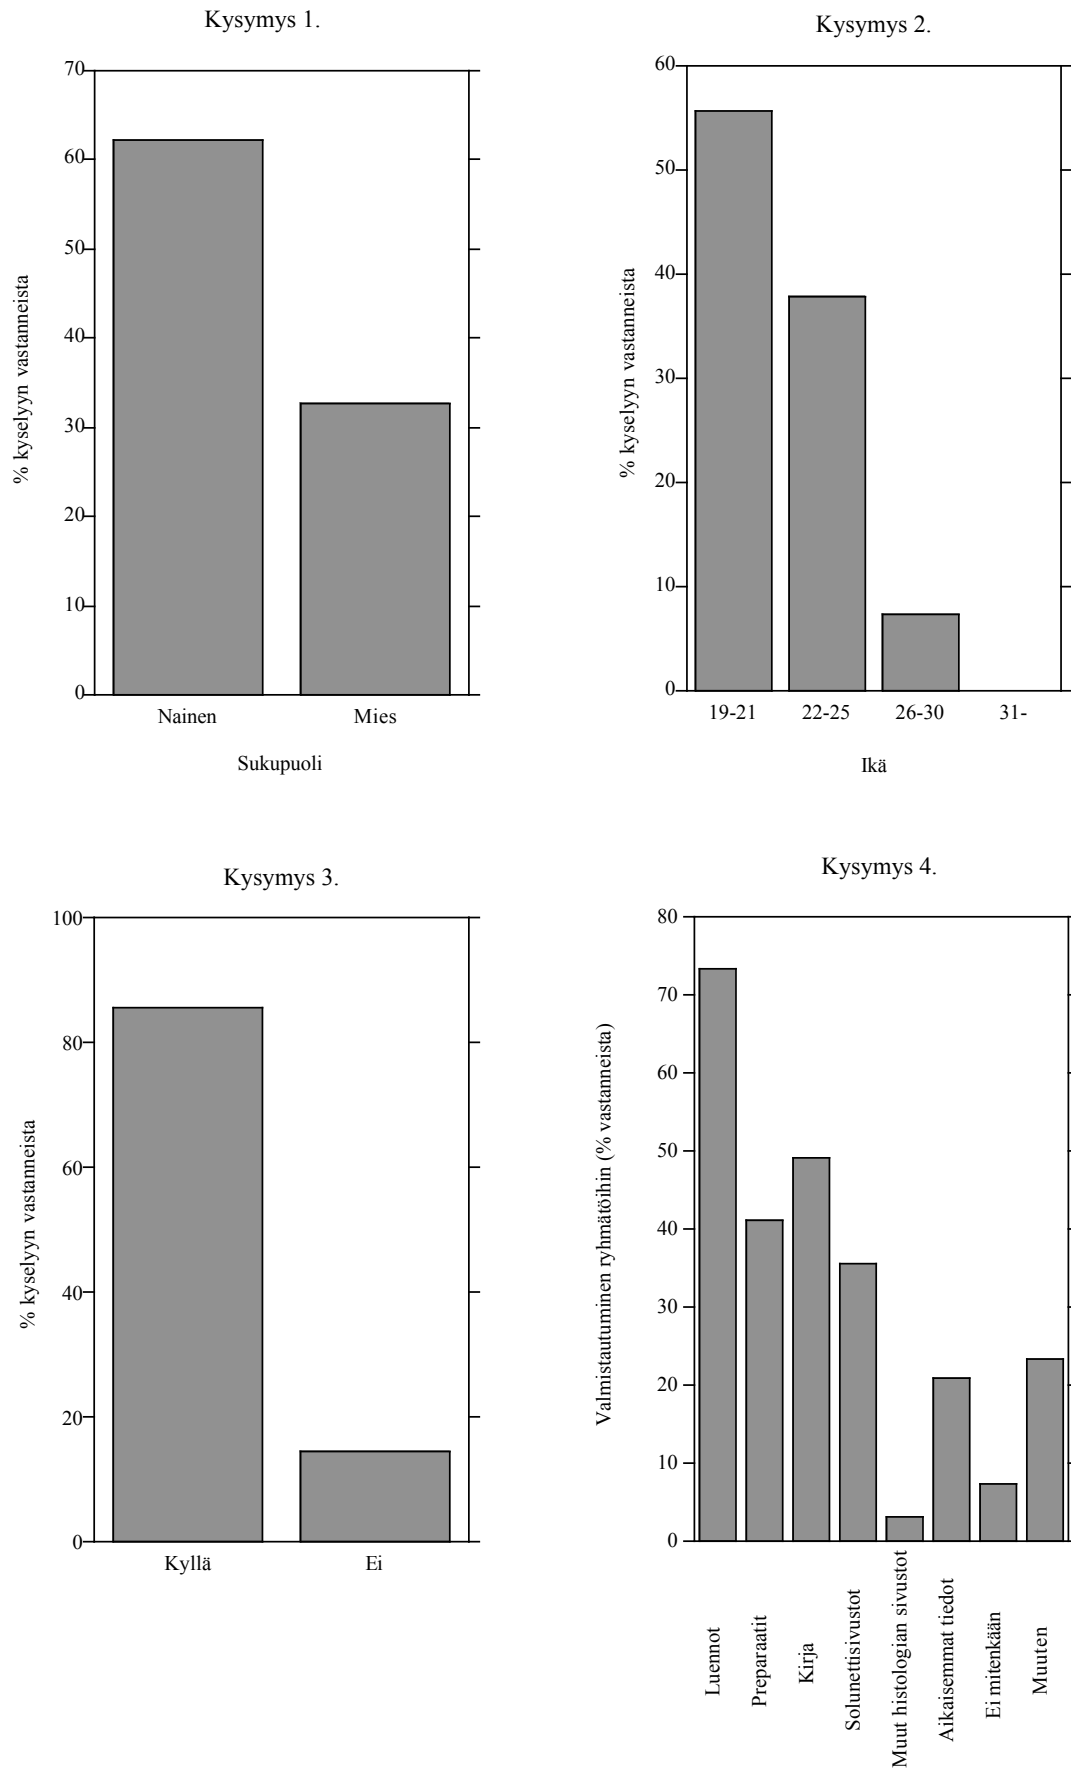 Kysymys 1.
70
60
50
40
30
20
10
0
% kyselyyn vastanneista
Nainen Mies
Sukupuoli
Kysymys 2.
60
50
40
30
20
10
0
% kyselyyn vastanneista
19-21 22-25 26-30 31-
Ikä
Kysymys 3.
100
80
60
40
20
0
% kyselyyn vastanneista
Kyllä Ei
Kysymys 4.
80
70
60
50
40
30
20
10
0
Valmistautuminen ryhmätöihin (% vastanneista)
Luennot
Preparaatit
Kirja
Solunettisivustot
Muut histologian sivustot
Aikaisemmat tiedot
Ei mitenkään
Muuten